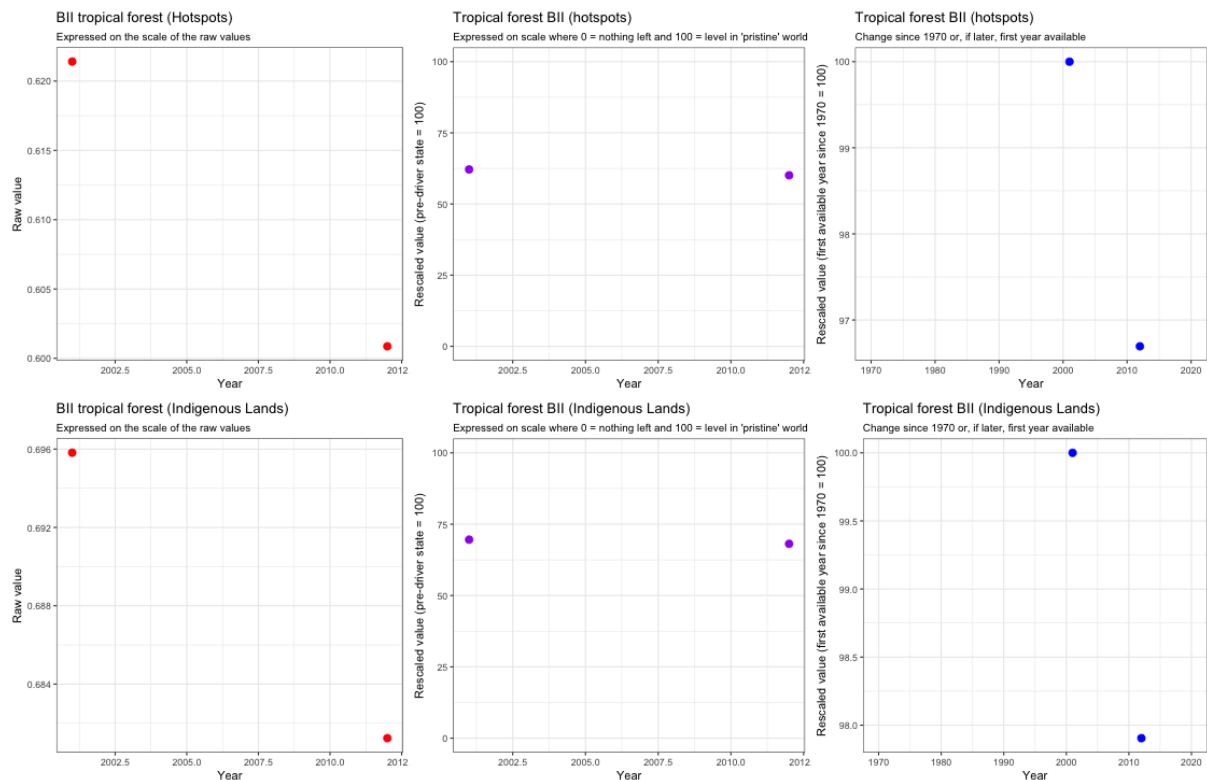 BII tropical forest (Hotspots)
Expressed on the scale of the raw values
Raw value
0.620
0.615
0.610
0.605
0.600
2002.5
2005.0
2007.5
2010.0
2012
Year
Tropical forest BII (hotspots)
Expressed on scale where 0 = nothing left and 100 = level in 'pristine' world
Rescaled value (pre-driver state = 100)
100
75
50
25
0
2002.5
2005.0
2007.5
2010.0
2012
Year
Tropical forest BII (hotspots)
Change since 1970 or, if later, first year available
Rescaled value (first available year since 1970 = 100)
100
99
98
97
1970
1980
1990
2000
2010
2020
Year
BII tropical forest (Indigenous Lands)
Expressed on the scale of the raw values
Raw value
0.696
0.692
0.688
0.684
2002.5
2005.0
2007.5
2010.0
2012
Year
Tropical forest BII (Indigenous Lands)
Expressed on scale where 0 = nothing left and 100 = level in 'pristine' world
Rescaled value (pre-driver state = 100)
100
75
50
25
0
2002.5
2005.0
2007.5
2010.0
2012
Year
Tropical forest BII (Indigenous Lands)
Change since 1970 or, if later, first year available
Rescaled value (first available year since 1970 = 100)
100.0
99.5
99.0
98.5
98.0
1970
1980
1990
2000
2010
2020
Year